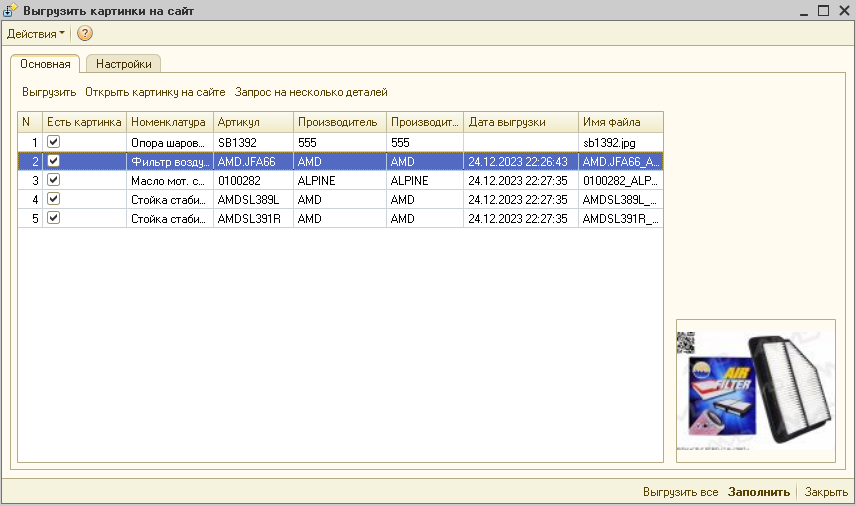 Выгрузить картинки на сайт
Действия ?
Основная Настройки
Выгрузить Открыть картинку на сайте Запрос на несколько деталей
N Есть картинка Номенклатура Артикул Производитель Производит... Дата выгрузки Имя файла
1 Опора шаров... SB1392 555 555 sb1392.jpg
2 Фильтр возду... AMD.JFA66 AMD AMD 24.12.2023 22:26:43 AMD.JFA66_A...
3 Масло мот. с... 0100282 ALPINE ALPINE 24.12.2023 22:27:35 0100282_ALP...
4 Стойка стаби... AMDSL389L AMD AMD 24.12.2023 22:27:35 AMDSL389L_...
5 Стойка стаби... AMDSL391R AMD AMD 24.12.2023 22:27:35 AMDSL391R_...
AIR
FILTER
Выгрузить все Заполнить Закрыть